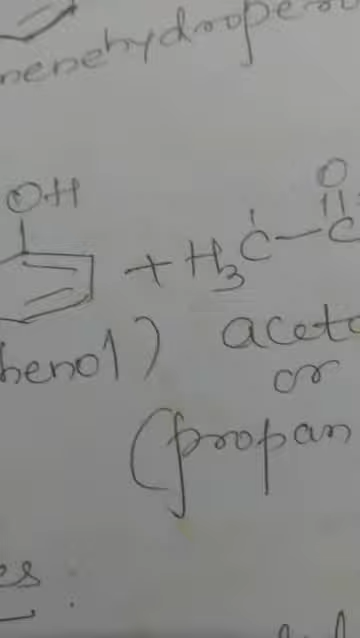 nenehydrope
OH
O
+ H3C-C
henol) aceto
or
(propan
es.